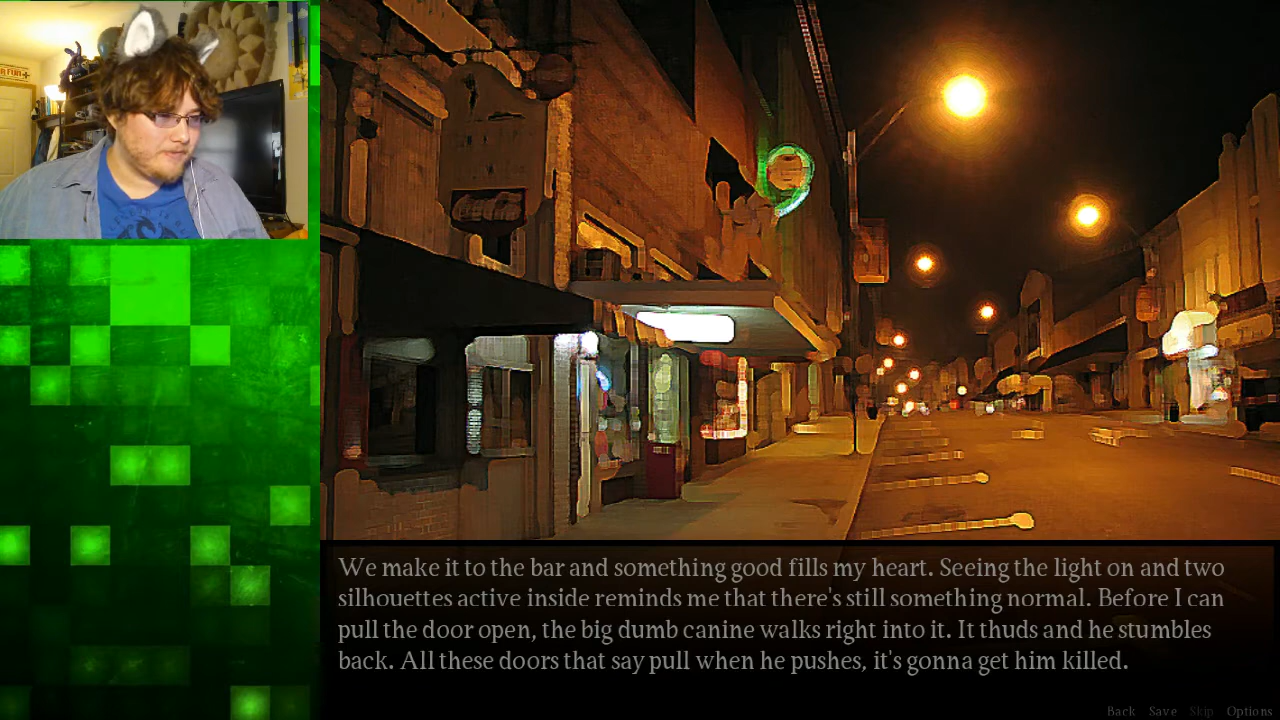 We make it to the bar and something good fills my heart. Seeing the light on and two
silhouettes active inside reminds me that there's still something normal. Before I can
pull the door open, the big dumb canine walks right into it. It thuds and he stumbles
back. All these doors that say pull when he pushes, it's gonna get him killed.
Back Save Skip Options